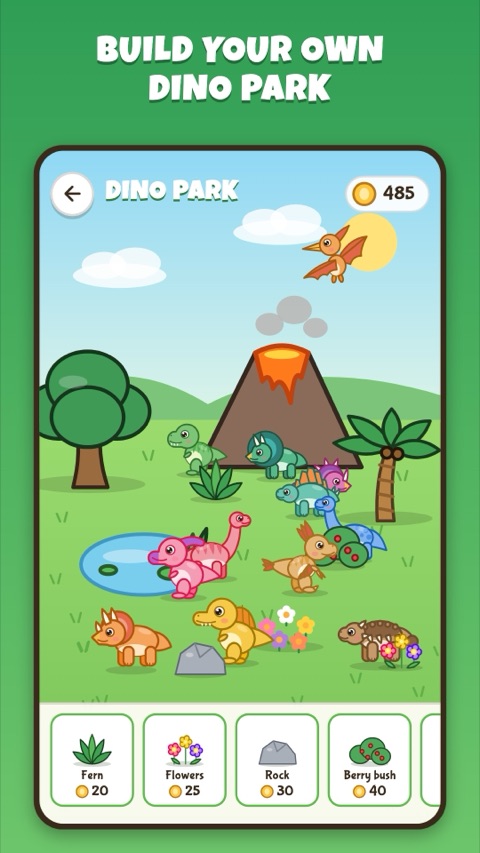 BUILD YOUR OWN
DINO PARK
DINO PARK
485
Fern
20
Flowers
25
Rock
30
Berry bush
40